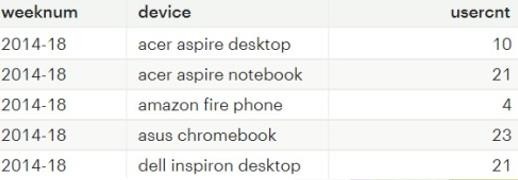 weeknum device usercnt
2014-18 acer aspire desktop 10
2014-18 acer aspire notebook 21
2014-18 amazon fire phone 4
2014-18 asus chromebook 23
2014-18 dell inspiron desktop 21